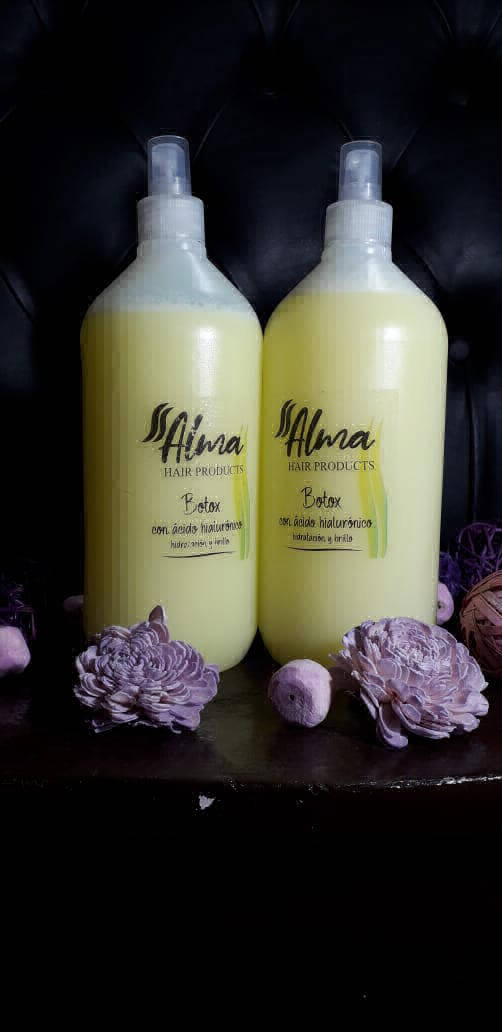 Alma
HAIR PRODUCTS
Botox
con ácido hialurónico
hidratación y brillo
Alma
HAIR PRODUCTS
Botox
con ácido hialurónico
hidratación y brillo